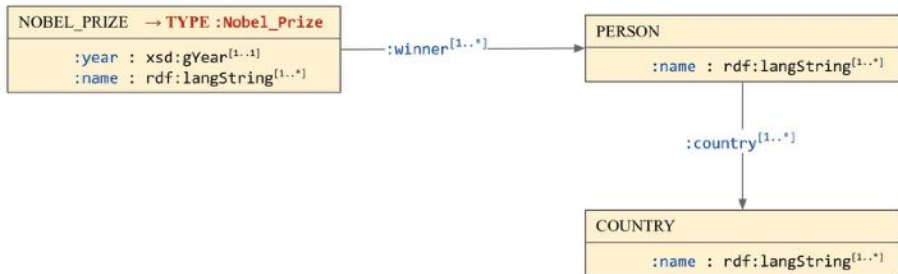 NOBEL_PRIZE → TYPE :Nobel_Prize
:year : xsd:gYear[1..1]
:name : rdf:langString[1..*]
:winner[1..*]
PERSON
:name : rdf:langString[1..*]
:country[1..*]
COUNTRY
:name : rdf:langString[1..*]